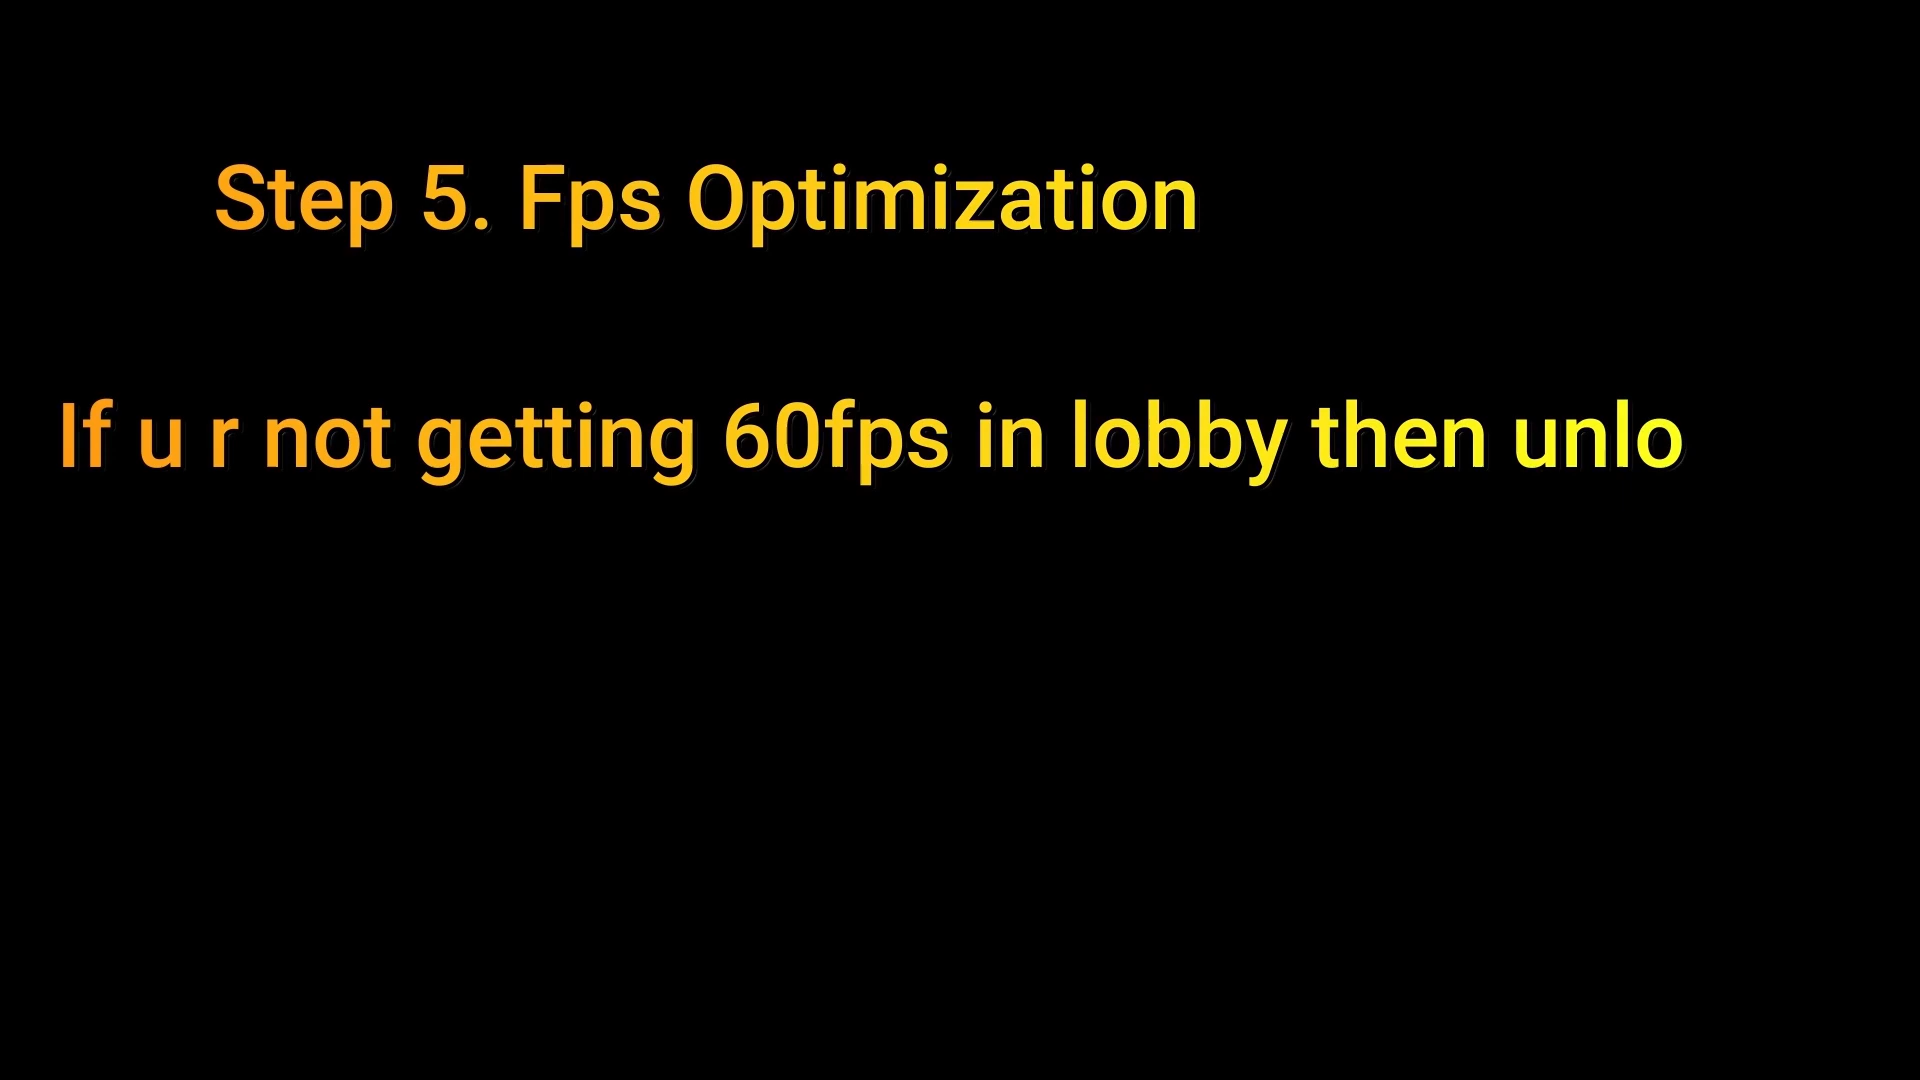 Step 5. Fps Optimization
If u r not getting 60fps in lobby then unlo